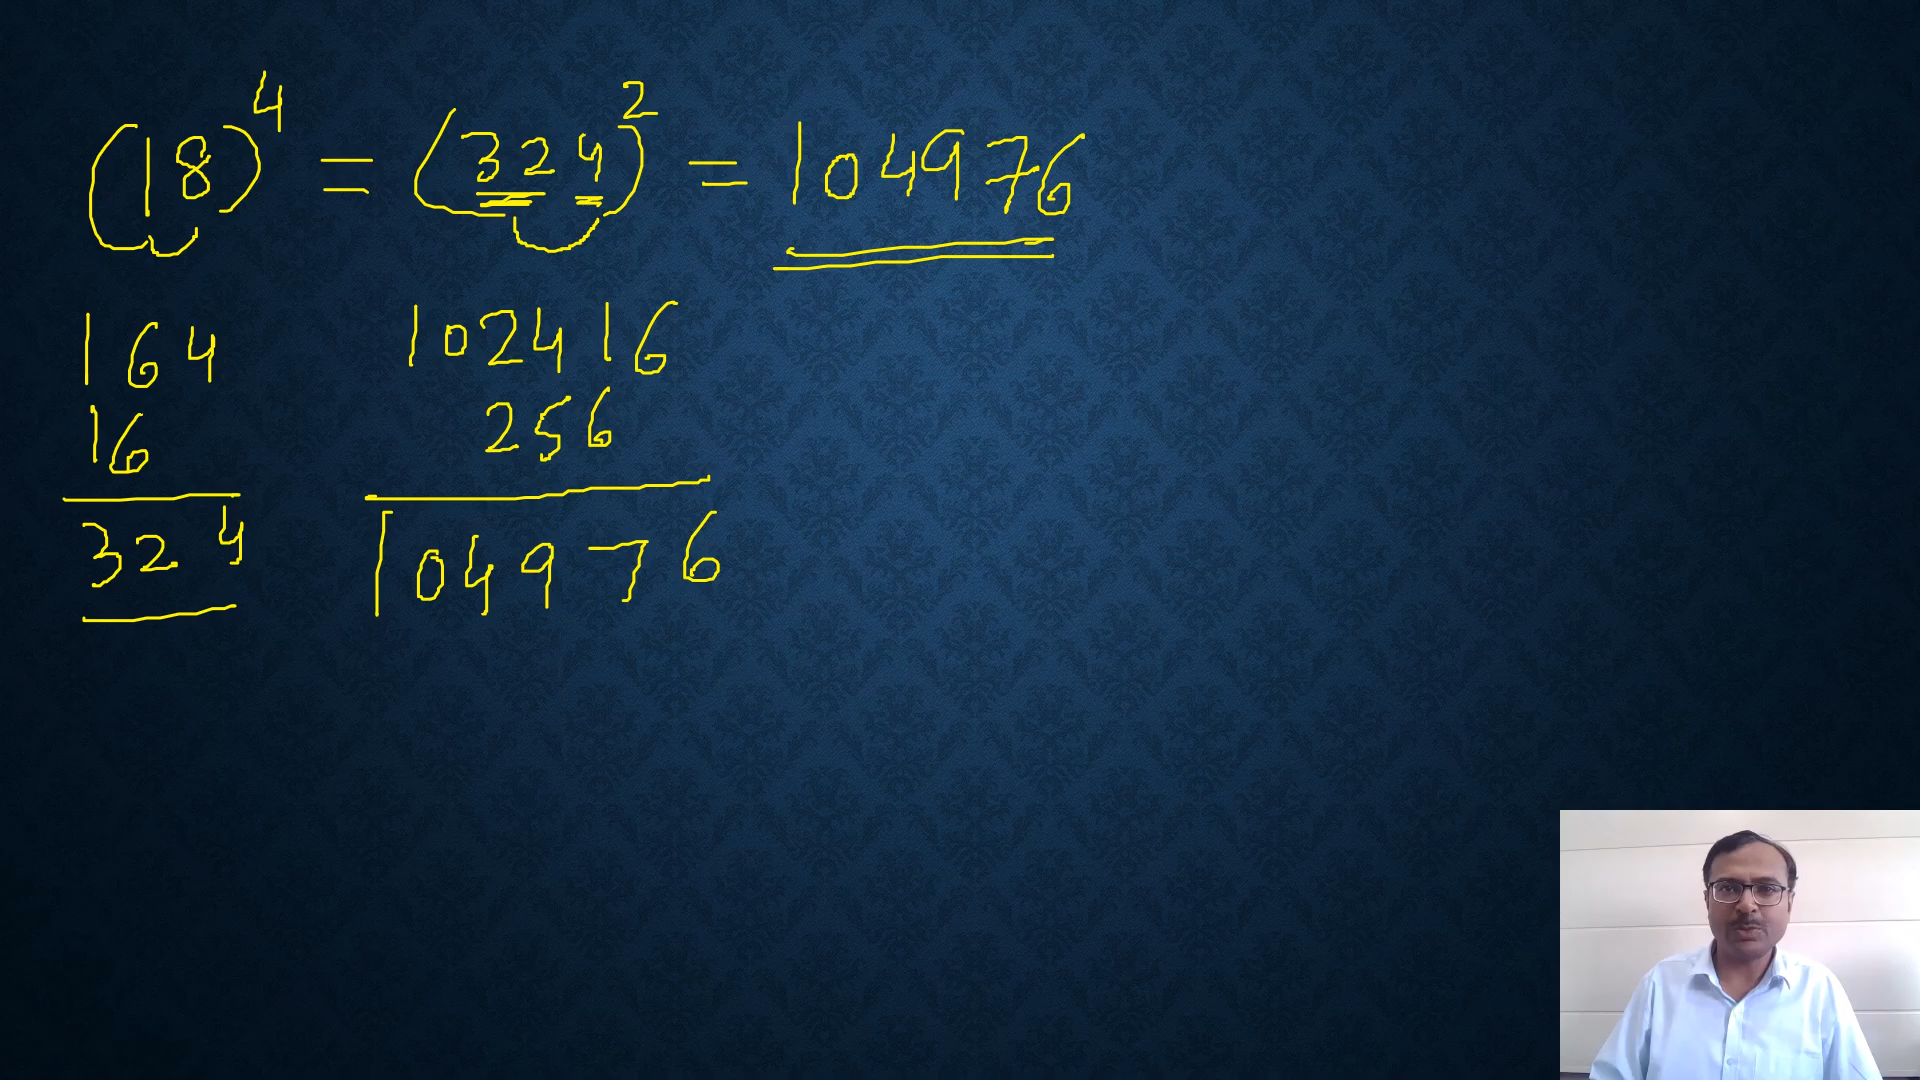 (18)^4 = (324)^2 = 104976
164 102416
16 256
324 104976